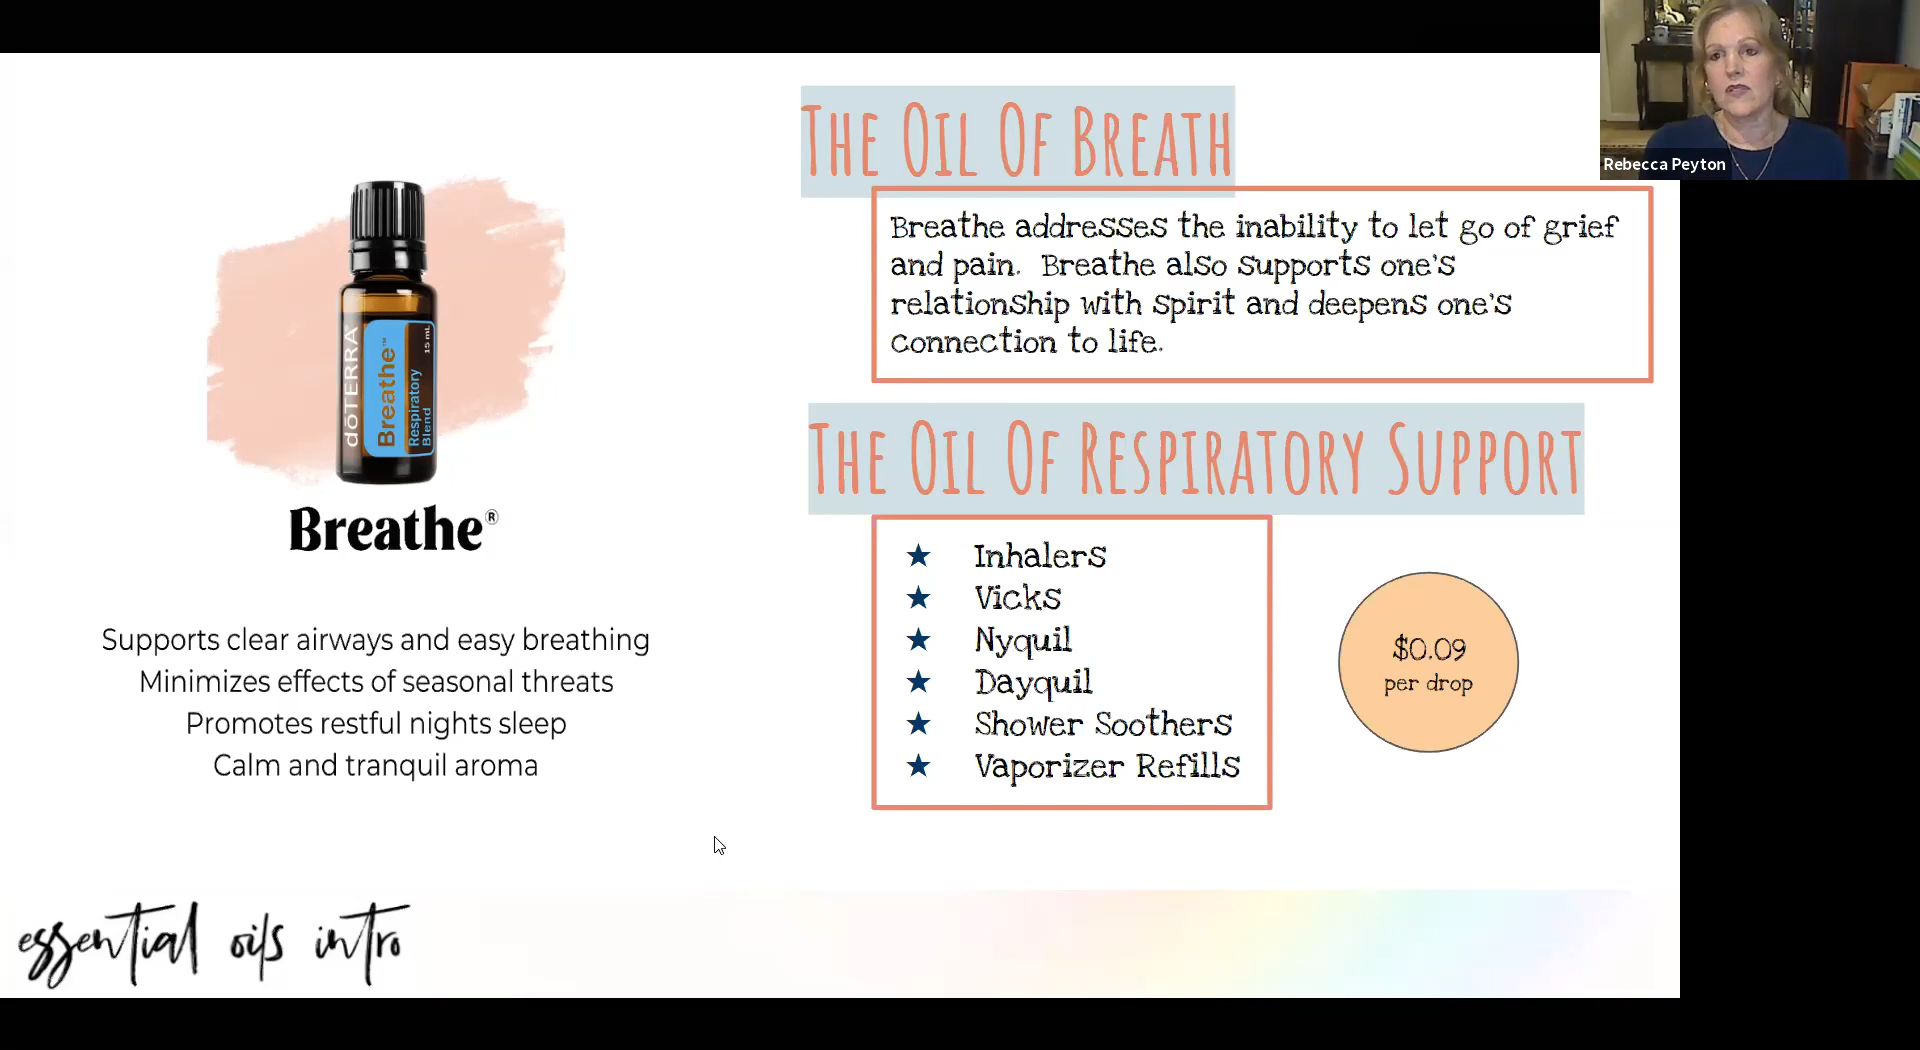 THE OIL OF BREATH
Rebecca Peyton
Breathe addresses the inability to let go of grief
and pain. Breathe also supports one's
relationship with spirit and deepens one's
connection to life.
dōTERRA
Breathe™
Respiratory
Blend
15 mL
Breathe®
Supports clear airways and easy breathing
Minimizes effects of seasonal threats
Promotes restful nights sleep
Calm and tranquil aroma
THE OIL OF RESPIRATORY SUPPORT
★ Inhalers
★ Vicks
★ Nyquil
★ Dayquil
★ Shower Soothers
★ Vaporizer Refills
$0.09
per drop
essential oils intro